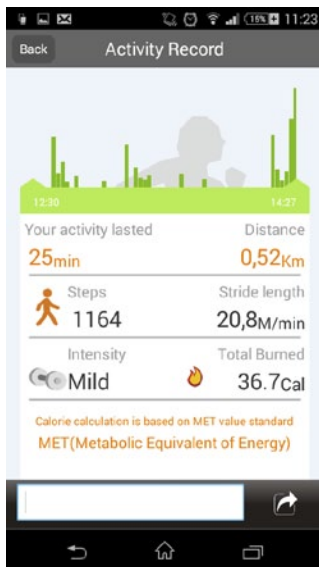 15% 11:23
Back Activity Record
12:30 14:27
Your activity lasted Distance
25min 0,52Km
Steps Stride length
1164 20,8M/min
Intensity Total Burned
Mild 36.7Cal
Calorie calculation is based on MET value standard
MET(Metabolic Equivalent of Energy)